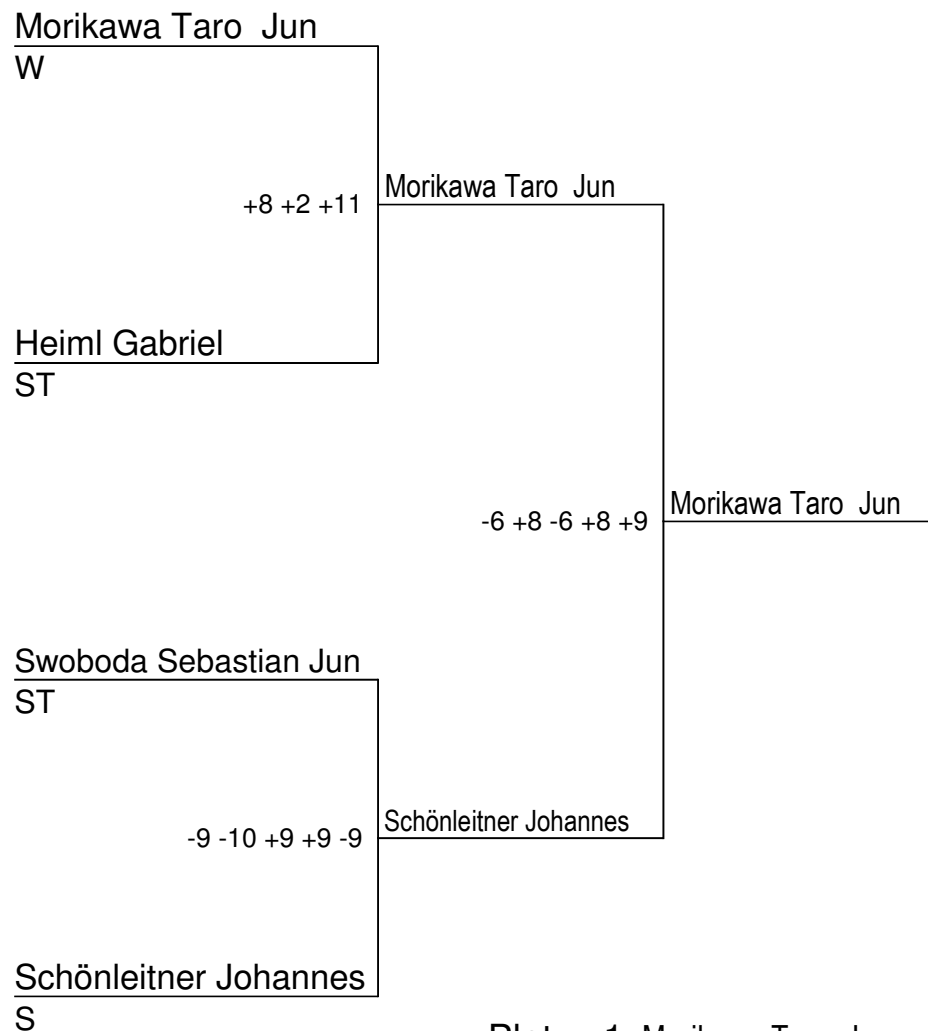 Morikawa Taro  Jun
W
Morikawa Taro  Jun
+8 +2 +11
Heiml Gabriel
ST
Morikawa Taro  Jun
-6 +8 -6 +8 +9
Swoboda Sebastian Jun
ST
Schönleitner Johannes
-9 -10 +9 +9 -9
Schönleitner Johannes
S